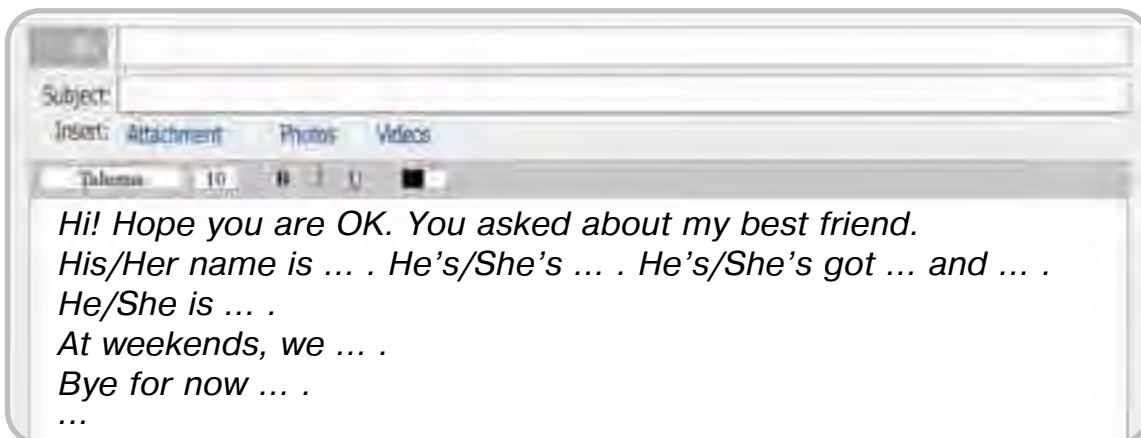 Subject:
Insert: Attachment Photos Videos
Tahoma 10 B I U
Hi! Hope you are OK. You asked about my best friend.
His/Her name is ... . He's/She's ... . He's/She's got ... and ... .
He/She is ... .
At weekends, we ... .
Bye for now ... .
...